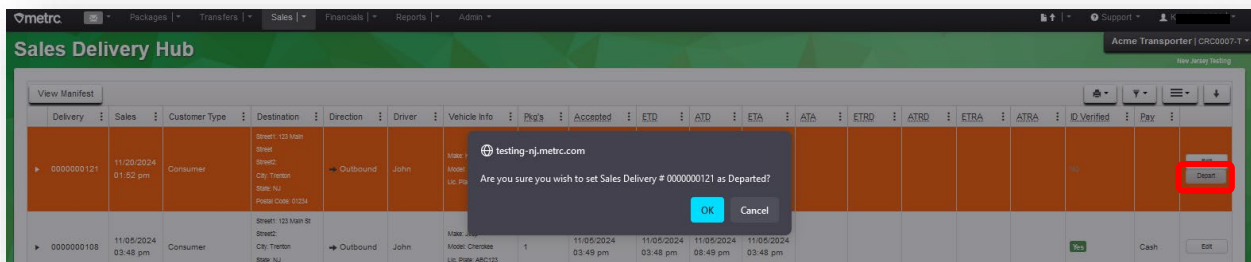 metrc.
Packages
Transfers
Sales
Financials
Reports
Admin
Support
K
Sales Delivery Hub
Acme Transporter | CRC0007-T
New Jersey Testing
View Manifest
Delivery
Sales
Customer Type
Destination
Direction
Driver
Vehicle Info
Pkg's
Accepted
ETD
ATD
ETA
ATA
ETRD
ATRD
ETRA
ATRA
ID Verified
Pay
0000000121
11/20/2024
01:52 pm
Consumer
Street1: 123 Main
Street
Street2:
City: Trenton
State: NJ
Postal Code: 01234
Outbound
John
Make:
Model:
Lic. Pla
Depart
testing-nj.metrc.com
Are you sure you wish to set Sales Delivery # 0000000121 as Departed?
OK
Cancel
0000000108
11/05/2024
03:48 pm
Consumer
Street1: 123 Main St
Street2:
City: Trenton
State: NJ
Outbound
John
Make:
Model: Cherokee
Lic. Plate: ABC123
1
11/05/2024
03:49 pm
11/05/2024
03:48 pm
11/05/2024
08:49 pm
11/05/2024
03:48 pm
Yes
Cash
Edit